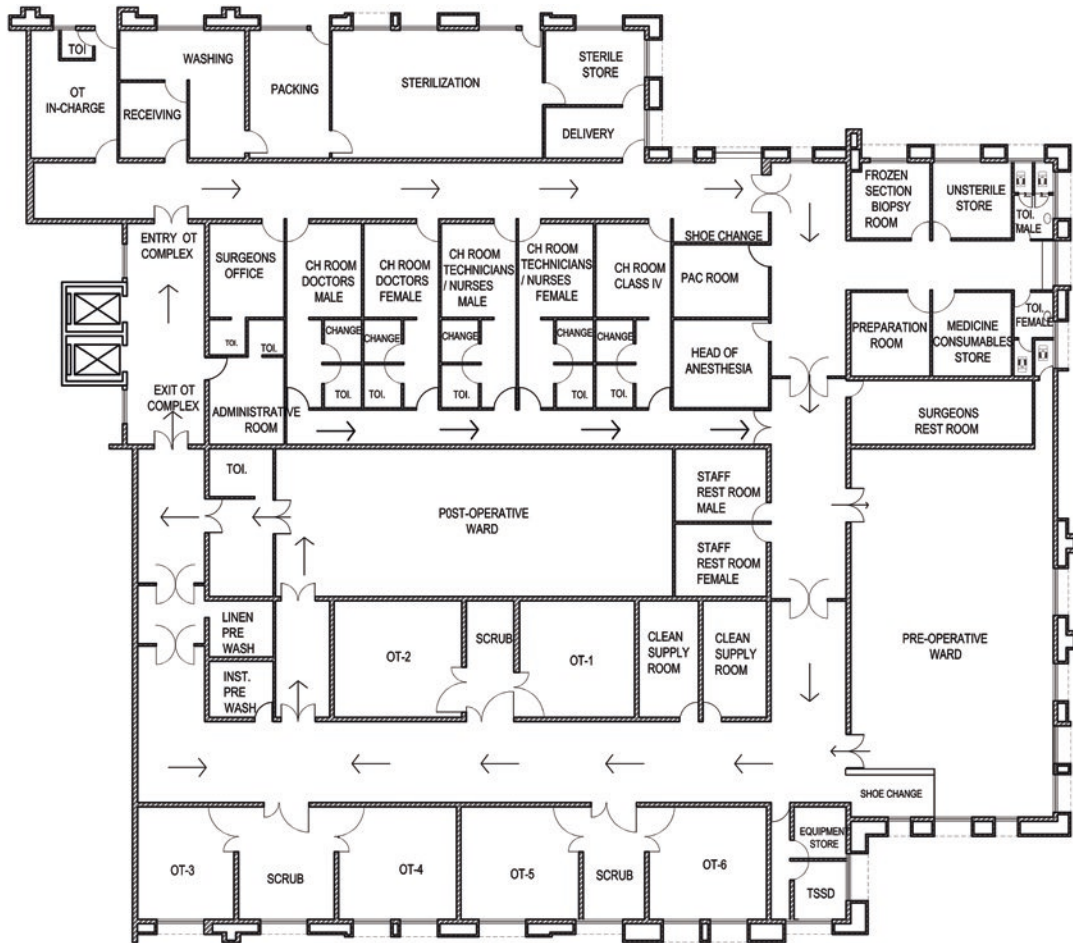 TOI
OT
IN-CHARGE
WASHING
RECEIVING
PACKING
STERILIZATION
STERILE
STORE
DELIVERY
FROZEN
SECTION
BIOPSY
ROOM
UNSTERILE
STORE
TOI.
MALE
ENTRY OT
COMPLEX
SURGEONS
OFFICE
CH ROOM
DOCTORS
MALE
CH ROOM
DOCTORS
FEMALE
CH ROOM
TECHNICIANS
/ NURSES
MALE
CH ROOM
TECHNICIANS
/ NURSES
FEMALE
CH ROOM
CLASS IV
SHOE CHANGE
PAC ROOM
PREPARATION
ROOM
MEDICINE
CONSUMABLES
STORE
TOI.
FEMALE
TOI.
TOI.
CHANGE
CHANGE
CHANGE
CHANGE
CHANGE
HEAD OF
ANESTHESIA
TOI.
TOI.
TOI.
TOI.
TOI.
EXIT OT
COMPLEX
ADMINISTRATIVE
ROOM
SURGEONS
REST ROOM
TOI.
POST-OPERATIVE
WARD
STAFF
REST ROOM
MALE
STAFF
REST ROOM
FEMALE
LINEN
PRE
WASH
INST.
PRE
WASH
OT-2
SCRUB
OT-1
CLEAN
SUPPLY
ROOM
CLEAN
SUPPLY
ROOM
PRE-OPERATIVE
WARD
SHOE CHANGE
OT-3
SCRUB
OT-4
OT-5
SCRUB
OT-6
EQUIPMENT
STORE
TSSD